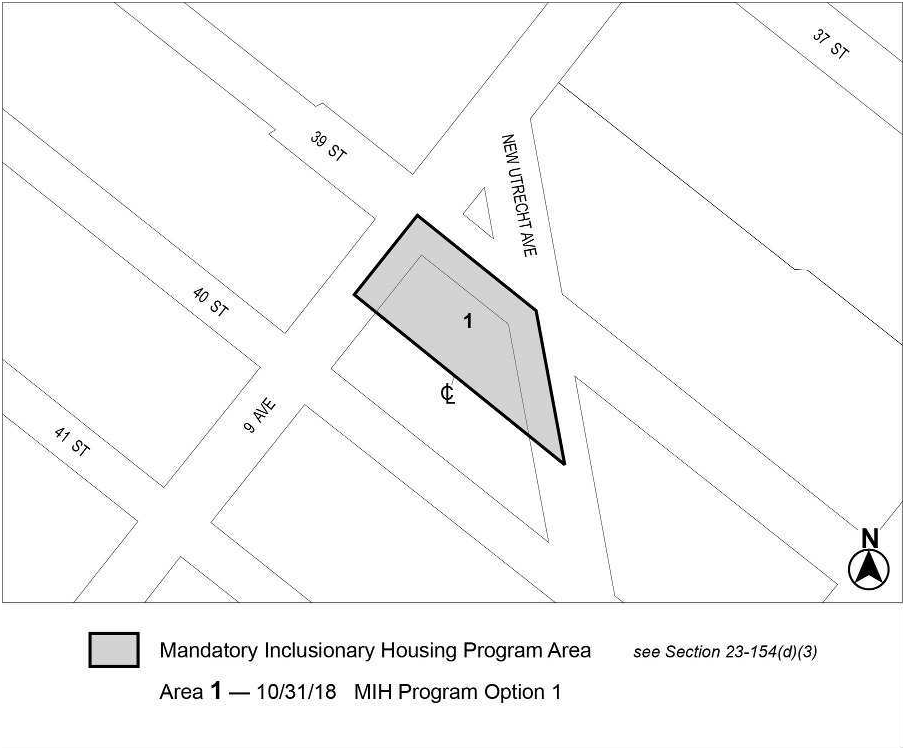 37 ST
39 ST
NEW UTRECHT AVE
40 ST
1
℄
9 AVE
41 ST
N
Mandatory Inclusionary Housing Program Area see Section 23-154(d)(3)
Area 1 — 10/31/18 MIH Program Option 1